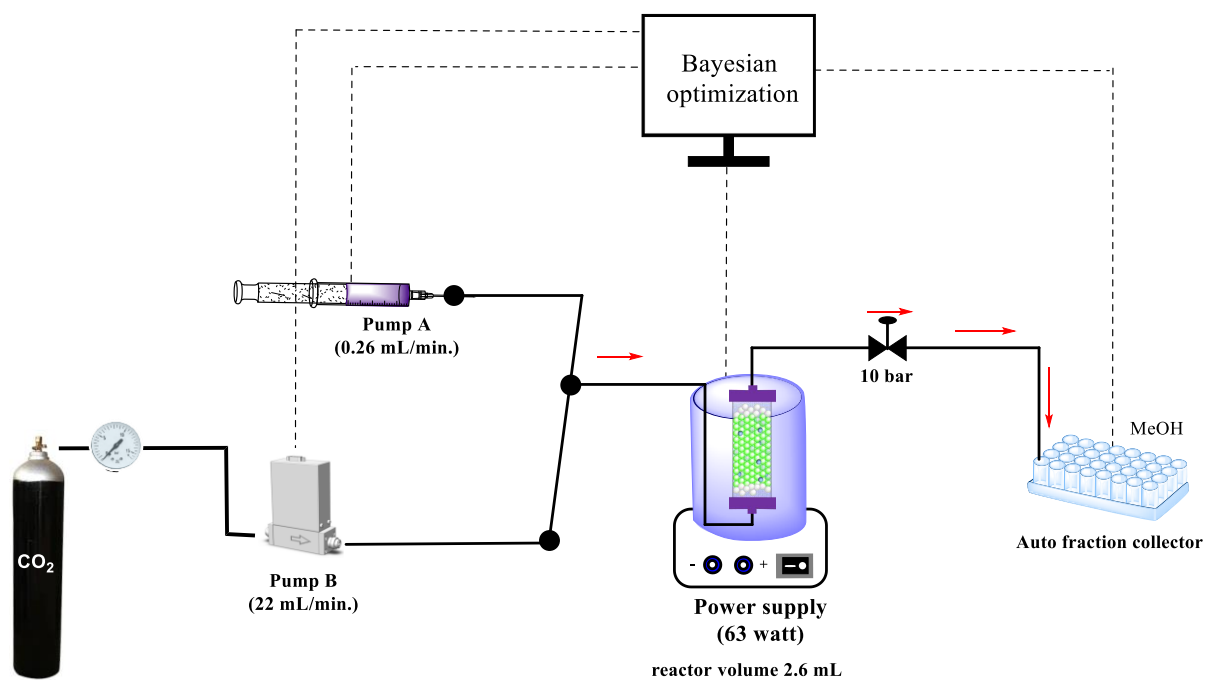 Bayesian
optimization
Pump A
(0.26 mL/min.)
10 bar
MeOH
CO₂
Auto fraction collector
- +
Pump B
(22 mL/min.)
Power supply
(63 watt)
reactor volume 2.6 mL